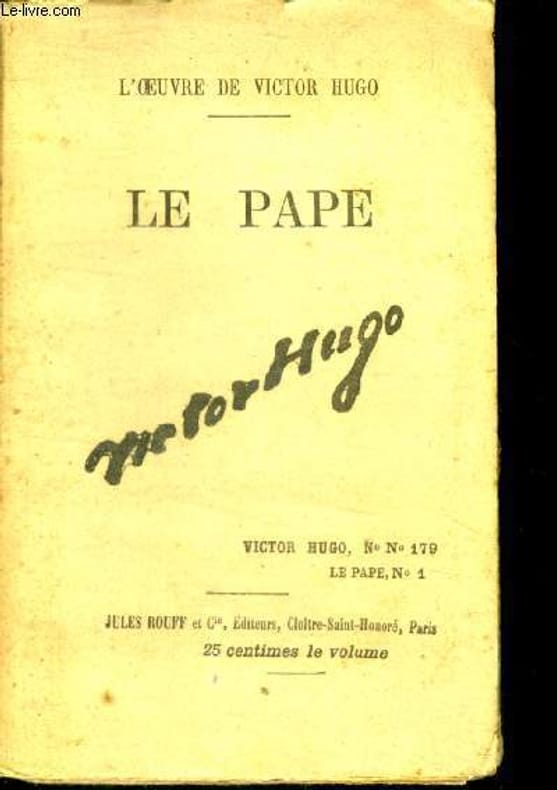 Le-livre.com
L'ŒUVRE DE VICTOR HUGO
LE PAPE
Victor Hugo
VICTOR HUGO, No No 179
LE PAPE, No 1
JULES ROUFF et Cie, Éditeurs, Cloître-Saint-Honoré, Paris
25 centimes le volume